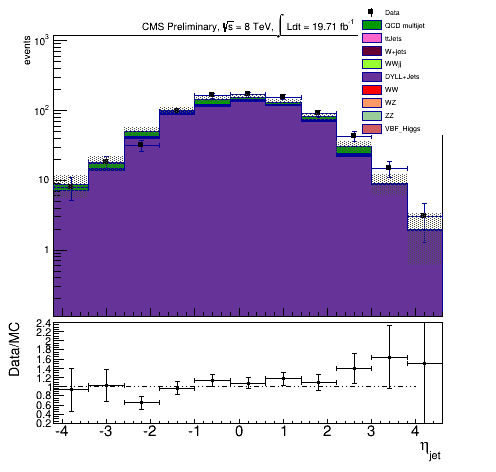 CMS Preliminary, √s = 8 TeV, ∫ Ldt = 19.71 fb⁻¹
Data
QCD multijet
ttJets
W+jets
WWjj
DYLL+Jets
WW
WZ
ZZ
VBF_Higgs
events
10³
10²
10
1
Data/MC
2.4
2.2
2
1.8
1.6
1.4
1.2
1
0.8
0.6
0.4
0.2
-4 -3 -2 -1 0 1 2 3 4
η_jet